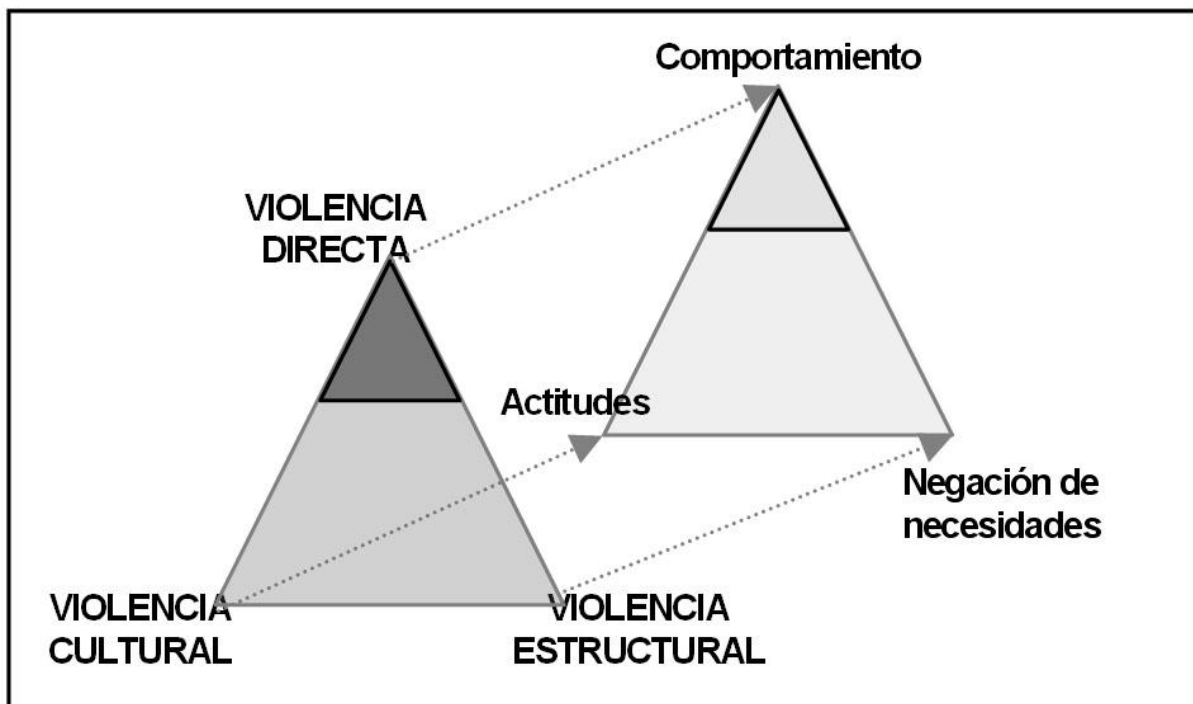 Comportamiento
VIOLENCIA
DIRECTA
Actitudes
Negación de
necesidades
VIOLENCIA
CULTURAL
VIOLENCIA
ESTRUCTURAL